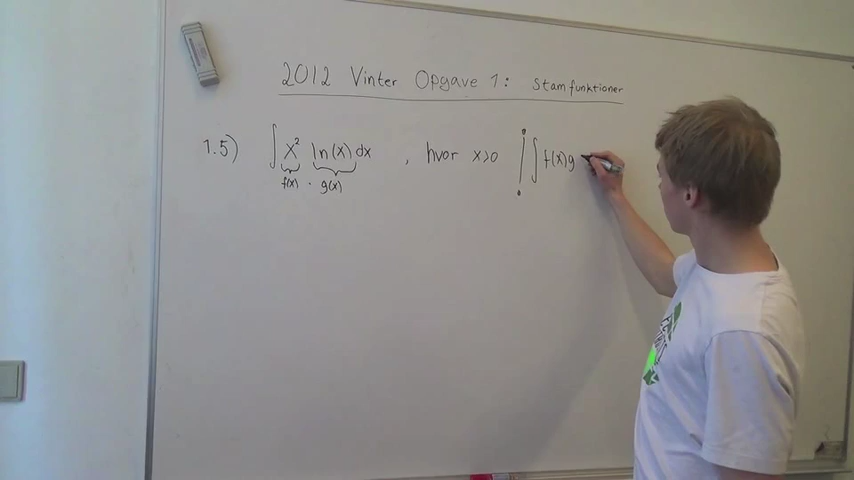 2012 Vinter Opgave 1: Stamfunktioner
1.5) ∫ x² ln(x) dx , hvor x>0 ∫ f(x)g
f(x) · g(x)